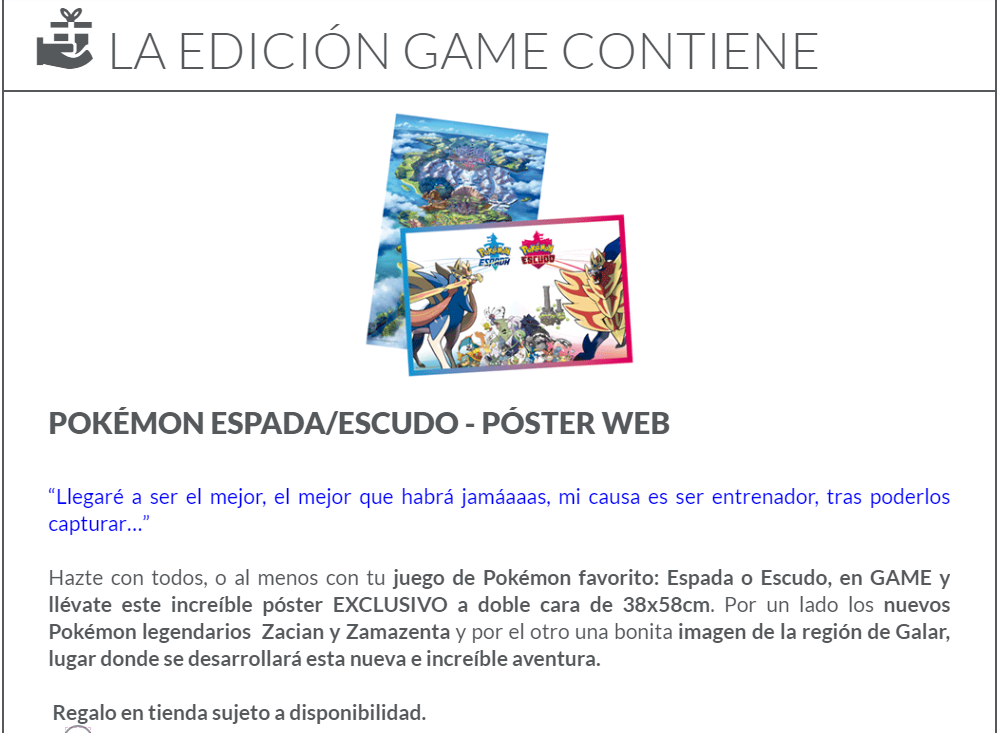 LA EDICIÓN GAME CONTIENE
POKÉMON ESPADA
POKÉMON ESCUDO
POKÉMON ESPADA/ESCUDO - PÓSTER WEB
“Llegaré a ser el mejor, el mejor que habrá jamáaaas, mi causa es ser entrenador, tras poderlos
capturar…”
Hazte con todos, o al menos con tu juego de Pokémon favorito: Espada o Escudo, en GAME y
llévate este increíble póster EXCLUSIVO a doble cara de 38x58cm. Por un lado los nuevos
Pokémon legendarios Zacian y Zamazenta y por el otro una bonita imagen de la región de Galar,
lugar donde se desarrollará esta nueva e increíble aventura.
Regalo en tienda sujeto a disponibilidad.